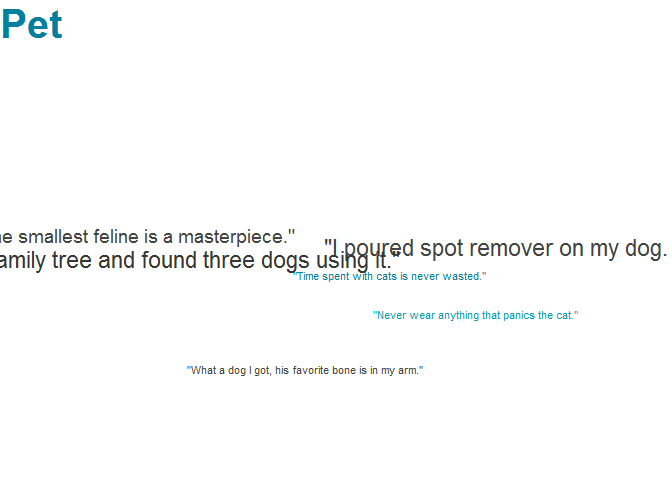 Pet
smallest feline is a masterpiece."
"I poured spot remover on my dog.
family tree and found three dogs using it."
"Time spent with cats is never wasted."
"Never wear anything that panics the cat."
"What a dog I got, his favorite bone is in my arm."